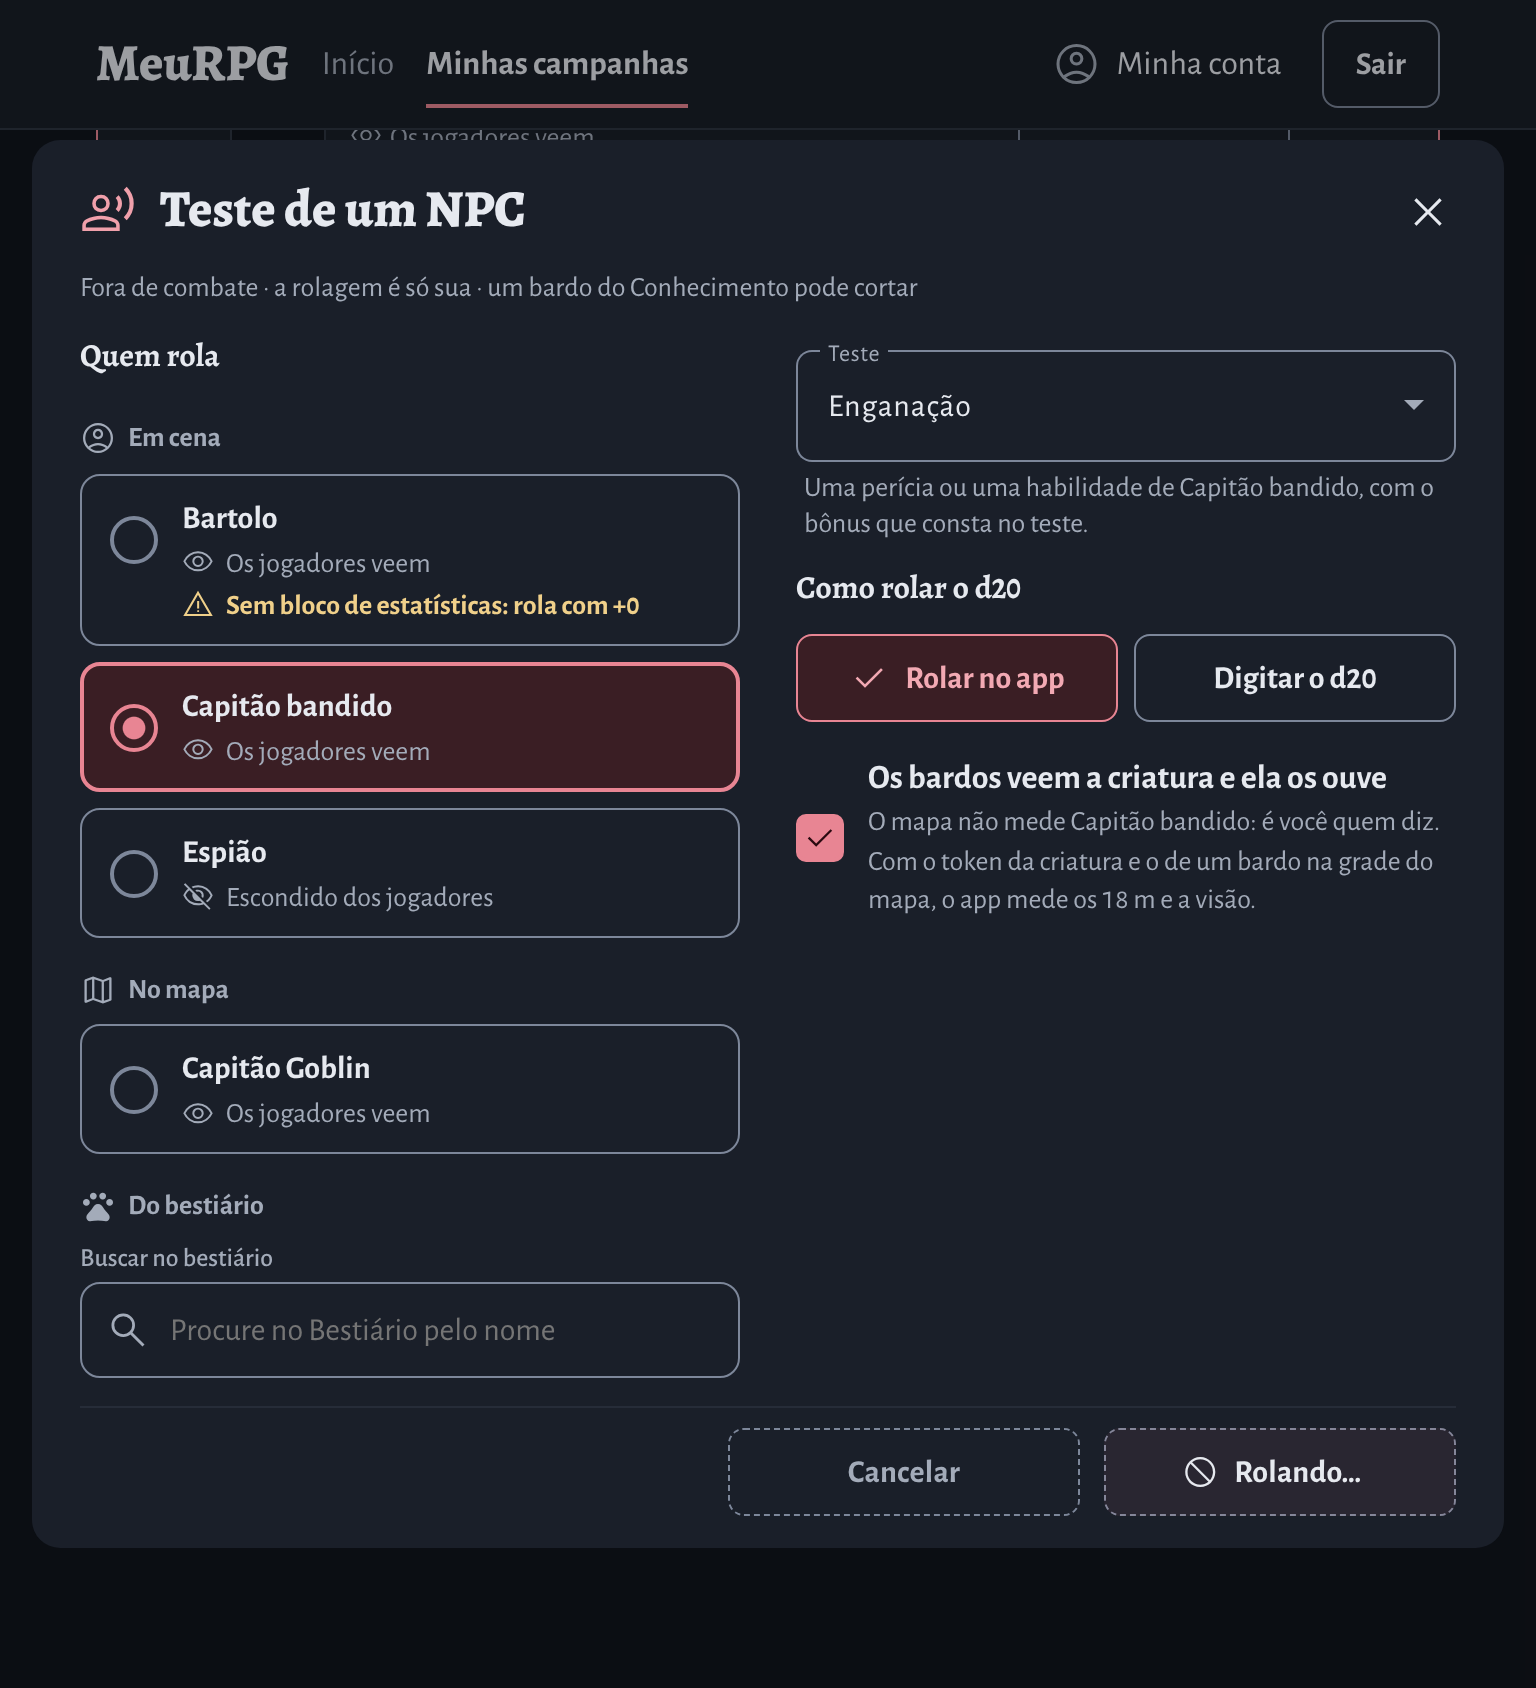 MeuRPG
Início
Minhas campanhas
Minha conta
Sair
Os jogadores veem
Teste de um NPC
Fora de combate · a rolagem é só sua · um bardo do Conhecimento pode cortar
Quem rola
Em cena
Bartolo
Os jogadores veem
Sem bloco de estatísticas: rola com +0
Capitão bandido
Os jogadores veem
Espião
Escondido dos jogadores
No mapa
Capitão Goblin
Os jogadores veem
Do bestiário
Buscar no bestiário
Procure no Bestiário pelo nome
Teste
Enganação
Uma perícia ou uma habilidade de Capitão bandido, com o
bônus que consta no teste.
Como rolar o d20
Rolar no app
Digitar o d20
Os bardos veem a criatura e ela os ouve
O mapa não mede Capitão bandido: é você quem diz.
Com o token da criatura e o de um bardo na grade do
mapa, o app mede os 18 m e a visão.
Cancelar
Rolando…